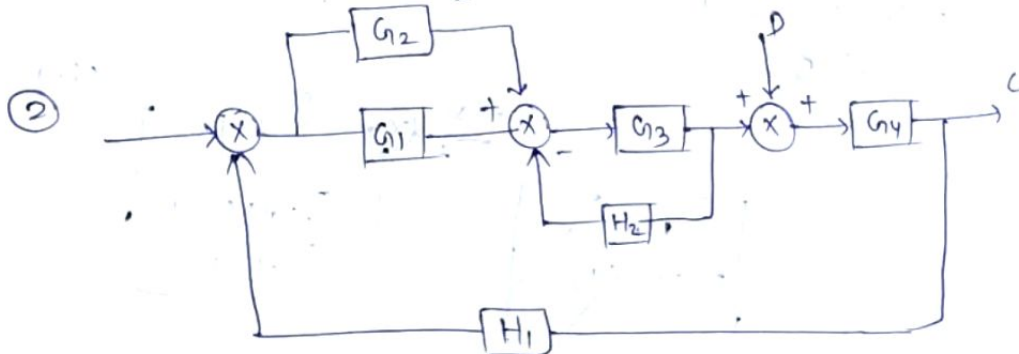 G2
D
②
X
G1
+
X
-
G3
+
X
+
G4
C
H2
H1